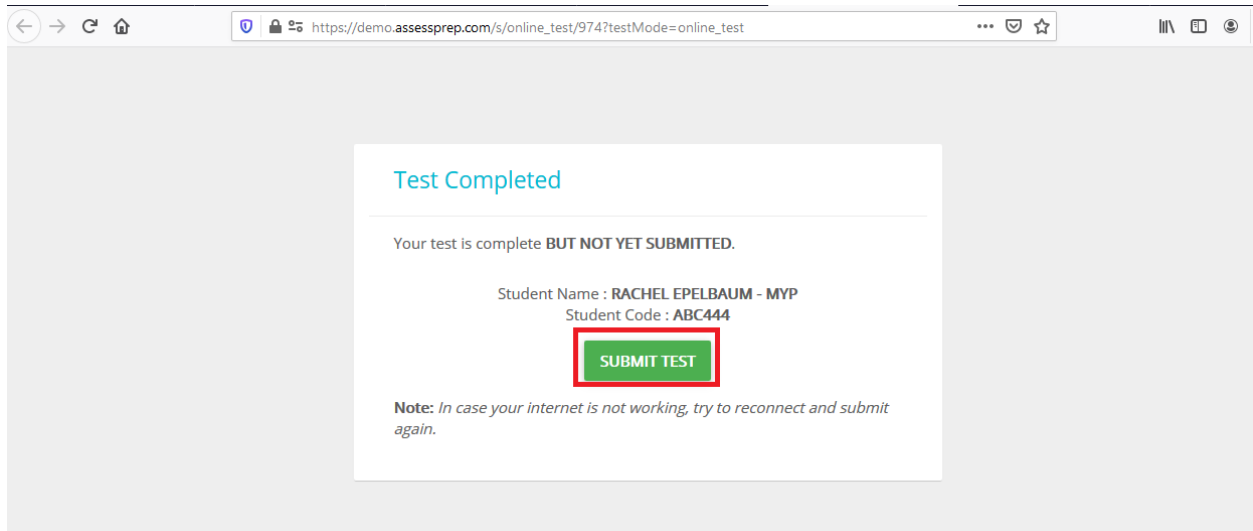 https://demo.assessprep.com/s/online_test/974?testMode=online_test
Test Completed
Your test is complete BUT NOT YET SUBMITTED.
Student Name : RACHEL EPELBAUM - MYP
Student Code : ABC444
SUBMIT TEST
Note: In case your internet is not working, try to reconnect and submit
again.